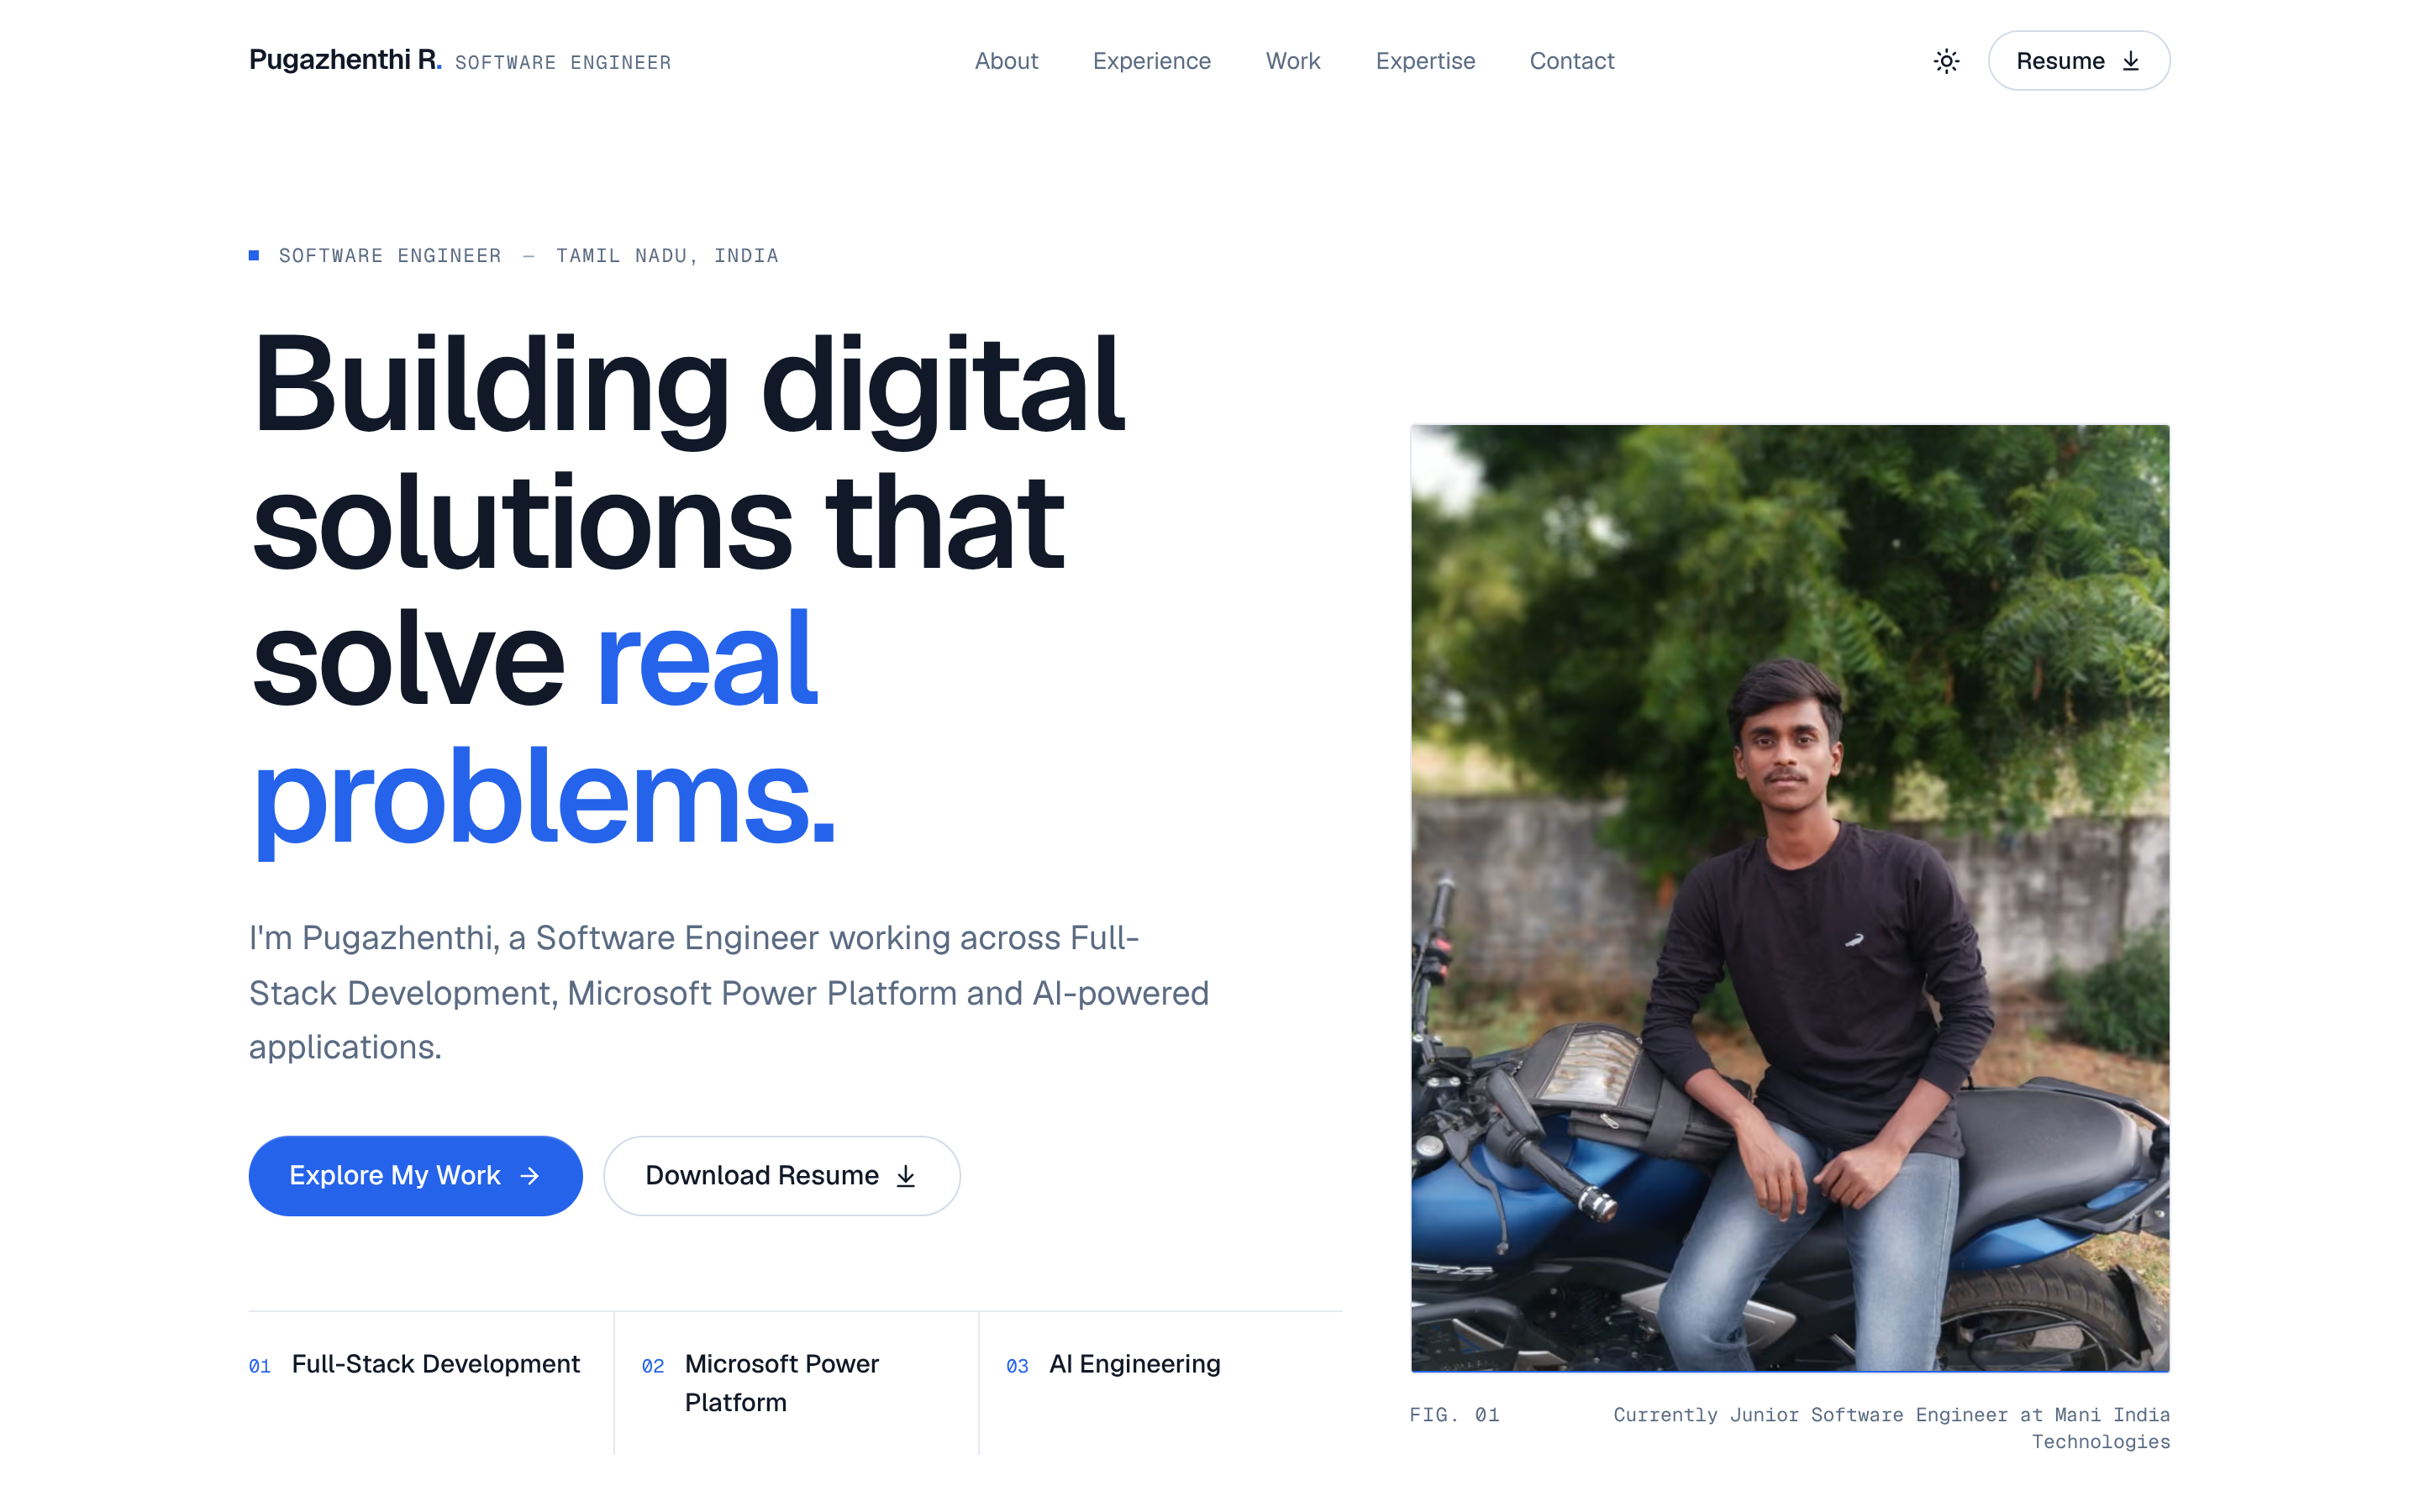 Pugazhenthi R. SOFTWARE ENGINEER
About Experience Work Expertise Contact
Resume
SOFTWARE ENGINEER — TAMIL NADU, INDIA
Building digital
solutions that
solve real
problems.
I'm Pugazhenthi, a Software Engineer working across Full-
Stack Development, Microsoft Power Platform and AI-powered
applications.
Explore My Work
Download Resume
01 Full-Stack Development
02 Microsoft Power
Platform
03 AI Engineering
FIG. 01
Currently Junior Software Engineer at Mani India
Technologies